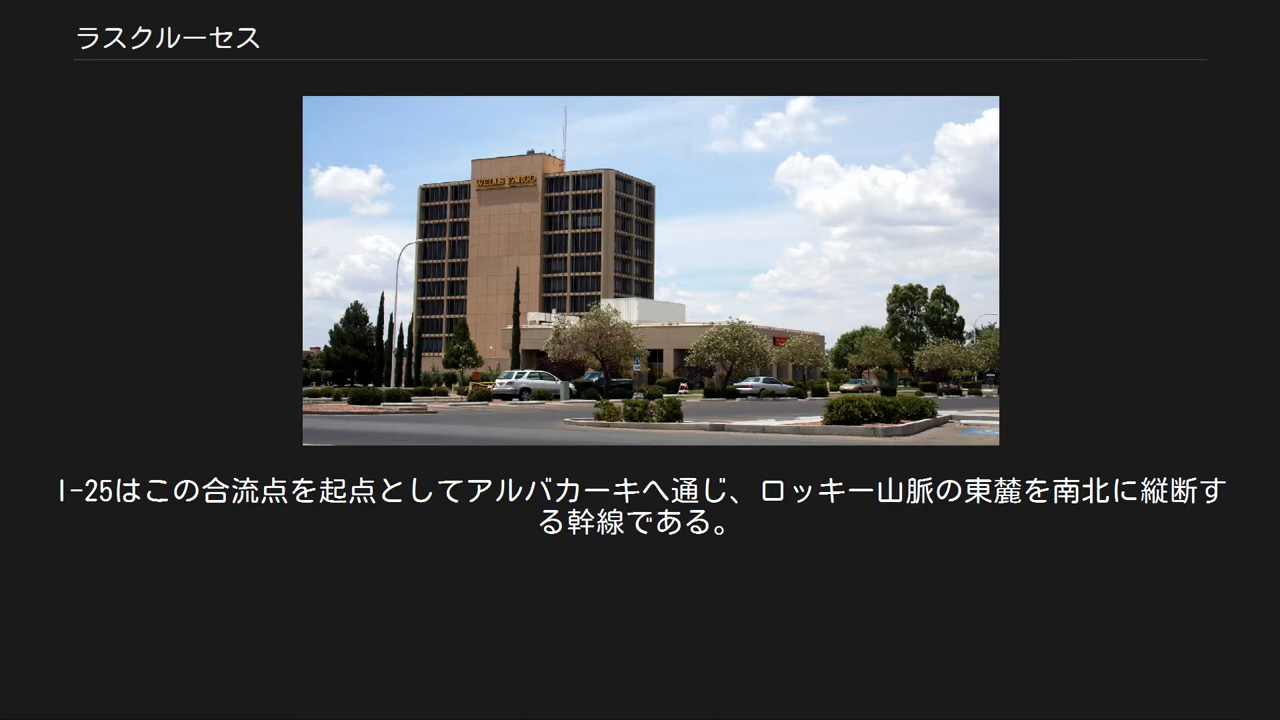 ラスクルーセス
WELLS FARGO
I-25はこの合流点を起点としてアルバカーキへ通じ、ロッキー山脈の東麓を南北に縦断す
る幹線である。